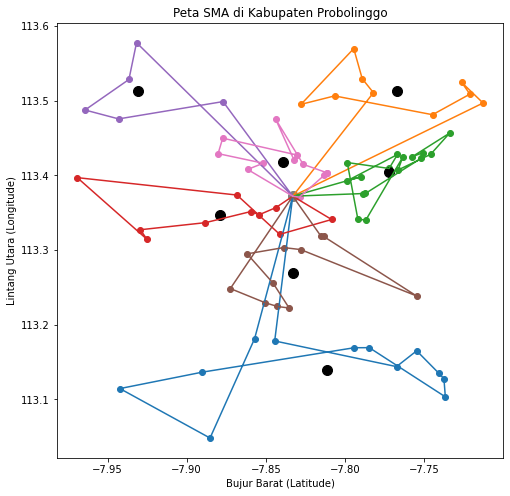 Peta SMA di Kabupaten Probolinggo
113.6
113.5
113.4
113.3
113.2
113.1
Lintang Utara (Longitude)
−7.95 −7.90 −7.85 −7.80 −7.75
Bujur Barat (Latitude)